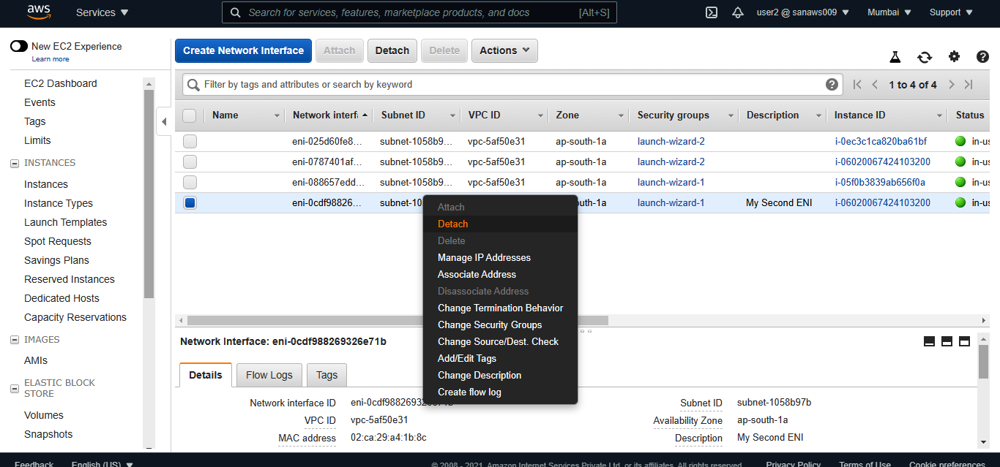 aws Services Search for services, features, marketplace products, and docs [Alt+S] user2 @ sanaws009 Mumbai Support
New EC2 Experience
Learn more
EC2 Dashboard
Events
Tags
Limits
INSTANCES
Instances
Instance Types
Launch Templates
Spot Requests
Savings Plans
Reserved Instances
Dedicated Hosts
Capacity Reservations
IMAGES
AMIs
ELASTIC BLOCK
STORE
Volumes
Snapshots
Create Network Interface Attach Detach Delete Actions
Filter by tags and attributes or search by keyword 1 to 4 of 4
Name Network interf Subnet ID VPC ID Zone Security groups Description Instance ID Status
eni-025d60fe8... subnet-1058b9... vpc-5af50e31 ap-south-1a launch-wizard-2 i-0ec3c1ca820ba61bf in-us
eni-0787401af... subnet-1058b9... vpc-5af50e31 ap-south-1a launch-wizard-2 i-06020067424103200 in-us
eni-088657edd... subnet-1058b9... vpc-5af50e31 ap-south-1a launch-wizard-1 i-05f0b3839ab656f0a in-us
eni-0cdf98826... subnet-10 outh-1a launch-wizard-1 My Second ENI i-06020067424103200 in-us
Attach
Detach
Delete
Manage IP Addresses
Associate Address
Disassociate Address
Change Termination Behavior
Change Security Groups
Change Source/Dest. Check
Add/Edit Tags
Change Description
Create flow log
Network Interface: eni-0cdf988269326e71b
Details Flow Logs Tags
Network interface ID eni-0cdf988269326e71b Subnet ID subnet-1058b97b
VPC ID vpc-5af50e31 Availability Zone ap-south-1a
MAC address 02:ca:29:a4:1b:8c Description My Second ENI
Feedback English (US) © 2008 - 2021, Amazon Internet Services Private Ltd. or its affiliates. All rights reserved. Privacy Policy Terms of Use Cookie preferences